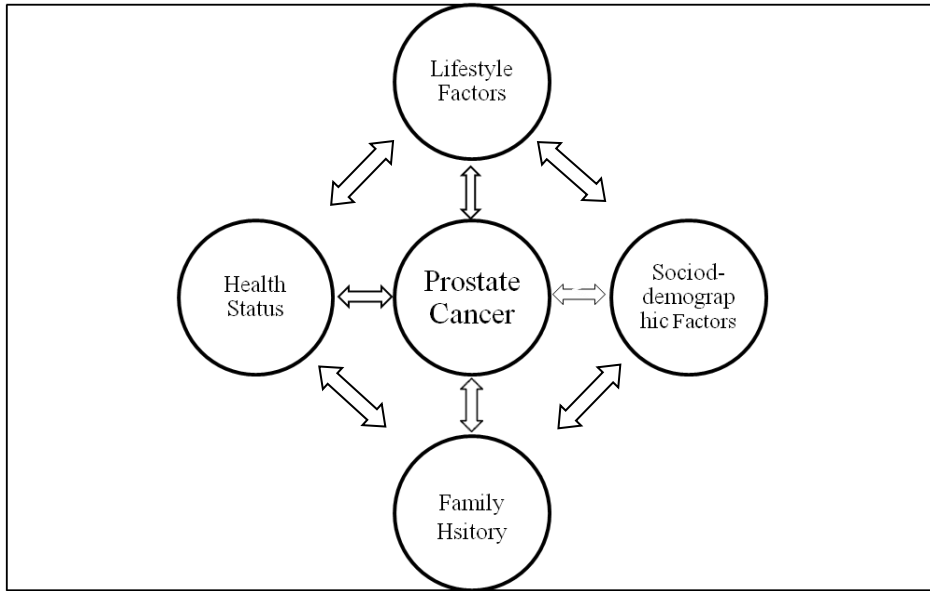 Lifestyle
Factors
Health
Status
Prostate
Cancer
Sociod-
demograp
hic Factors
Family
Hsitory